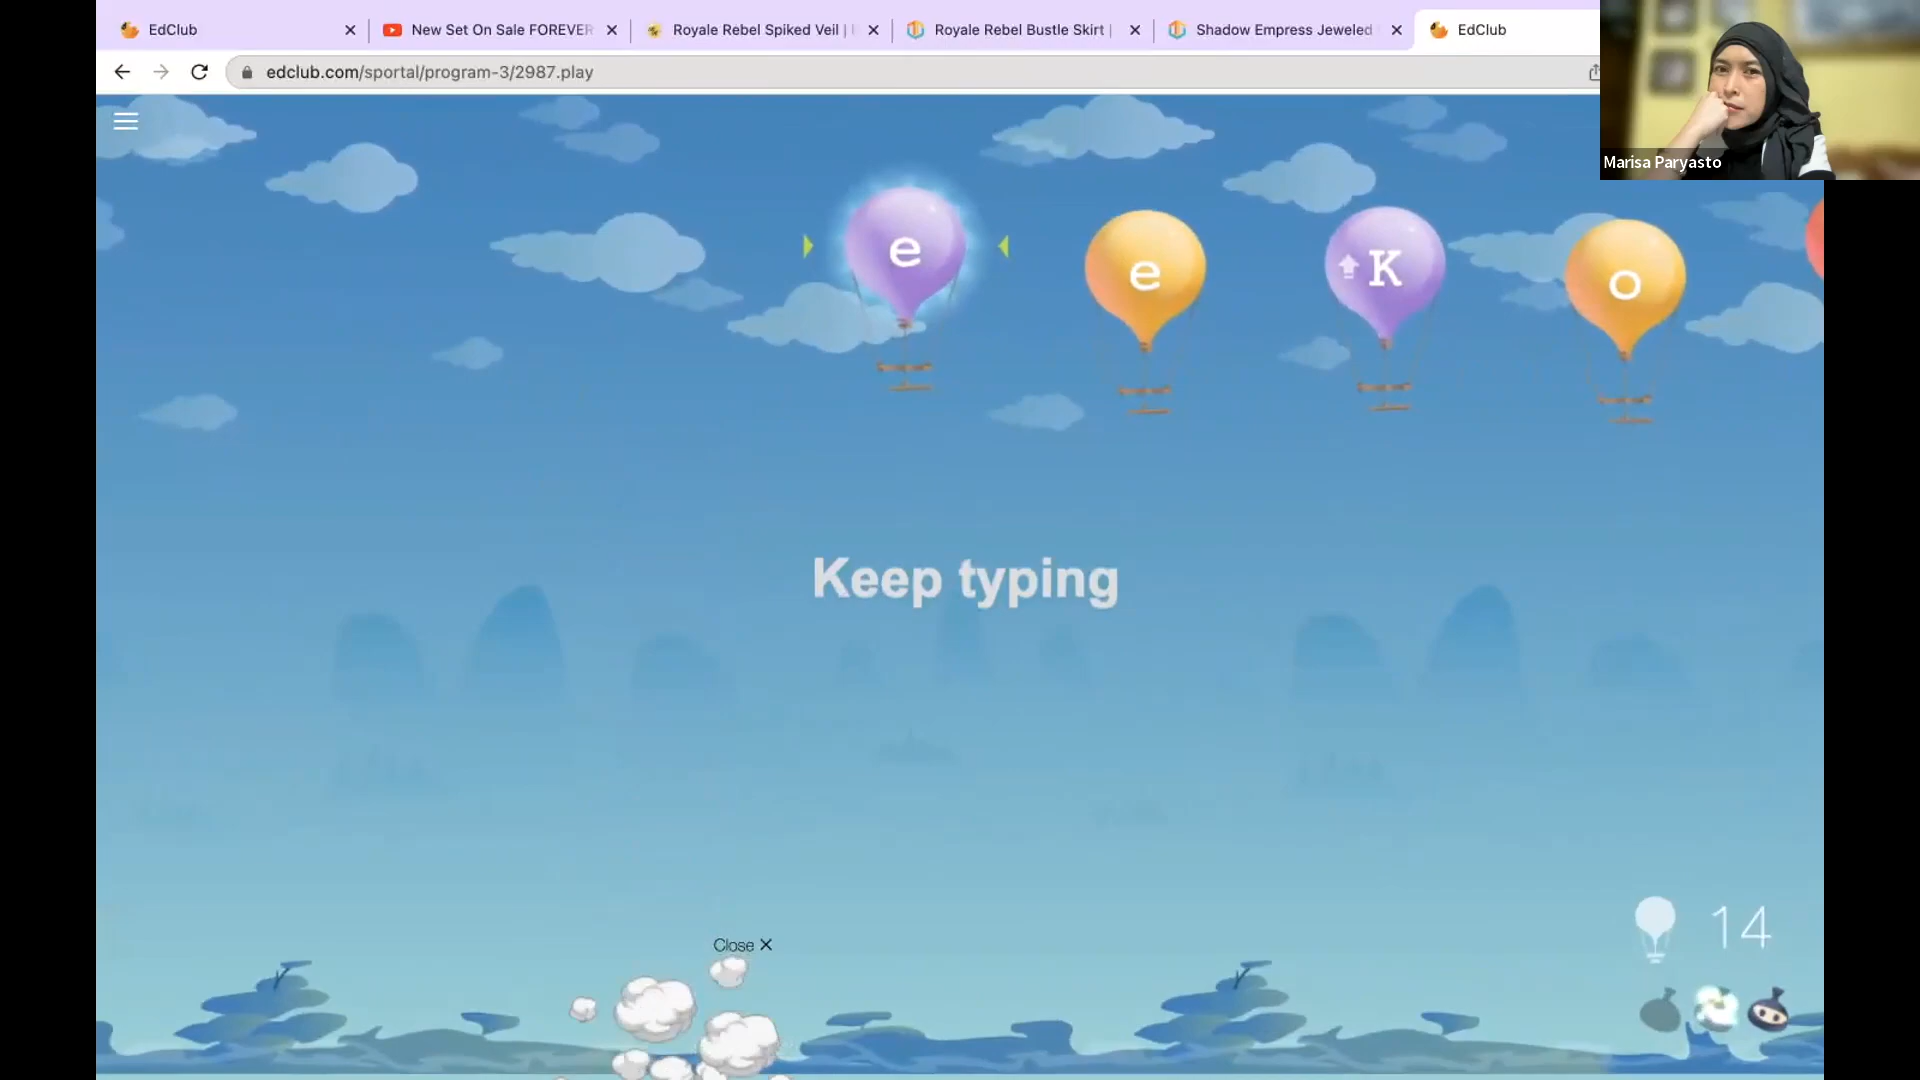 EdClub
New Set On Sale FOREVER
Royale Rebel Spiked Veil |
Royale Rebel Bustle Skirt |
Shadow Empress Jeweled
EdClub
edclub.com/sportal/program-3/2987.play
Marisa Paryasto
e e K o
Keep typing
14
Close ✕